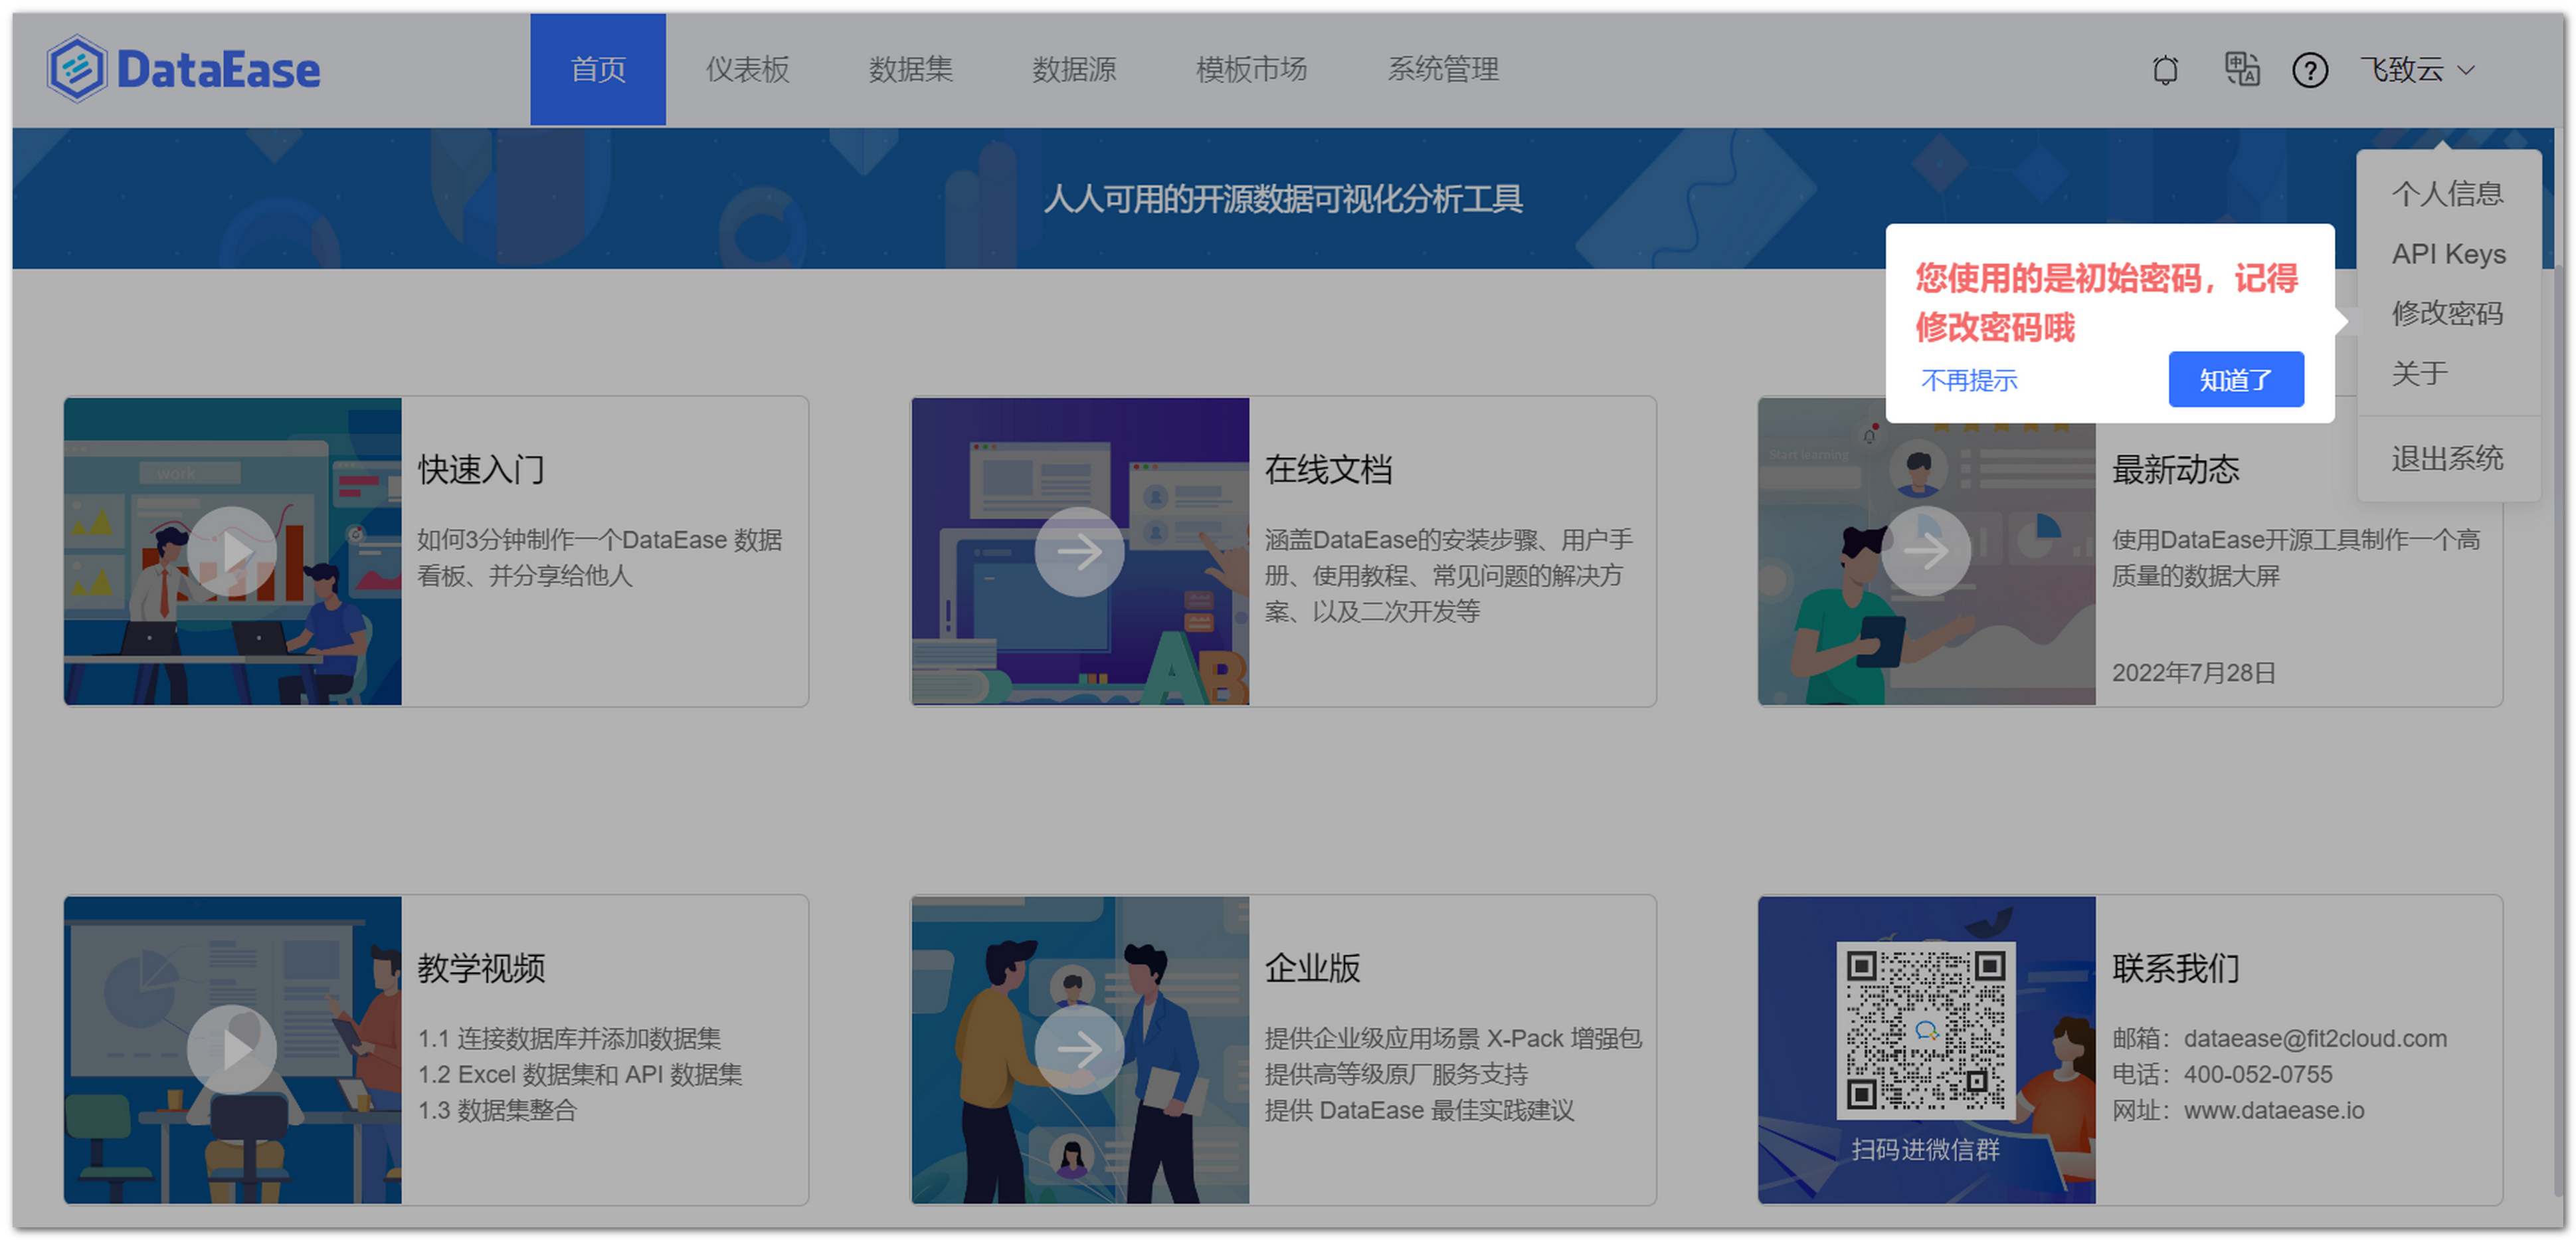 DataEase
首页
仪表板
数据集
数据源
模板市场
系统管理
中
A
?
飞致云
人人可用的开源数据可视化分析工具
个人信息
API Keys
修改密码
关于
退出系统
您使用的是初始密码，记得
修改密码哦
不再提示
知道了
work
快速入门
如何3分钟制作一个DataEase 数据
看板、并分享给他人
A
B
在线文档
涵盖DataEase的安装步骤、用户手
册、使用教程、常见问题的解决方
案、以及二次开发等
Start learning
最新动态
使用DataEase开源工具制作一个高
质量的数据大屏
2022年7月28日
教学视频
1.1 连接数据库并添加数据集
1.2 Excel 数据集和 API 数据集
1.3 数据集整合
企业版
提供企业级应用场景 X-Pack 增强包
提供高等级原厂服务支持
提供 DataEase 最佳实践建议
扫码进微信群
联系我们
邮箱：dataease@fit2cloud.com
电话：400-052-0755
网址：www.dataease.io